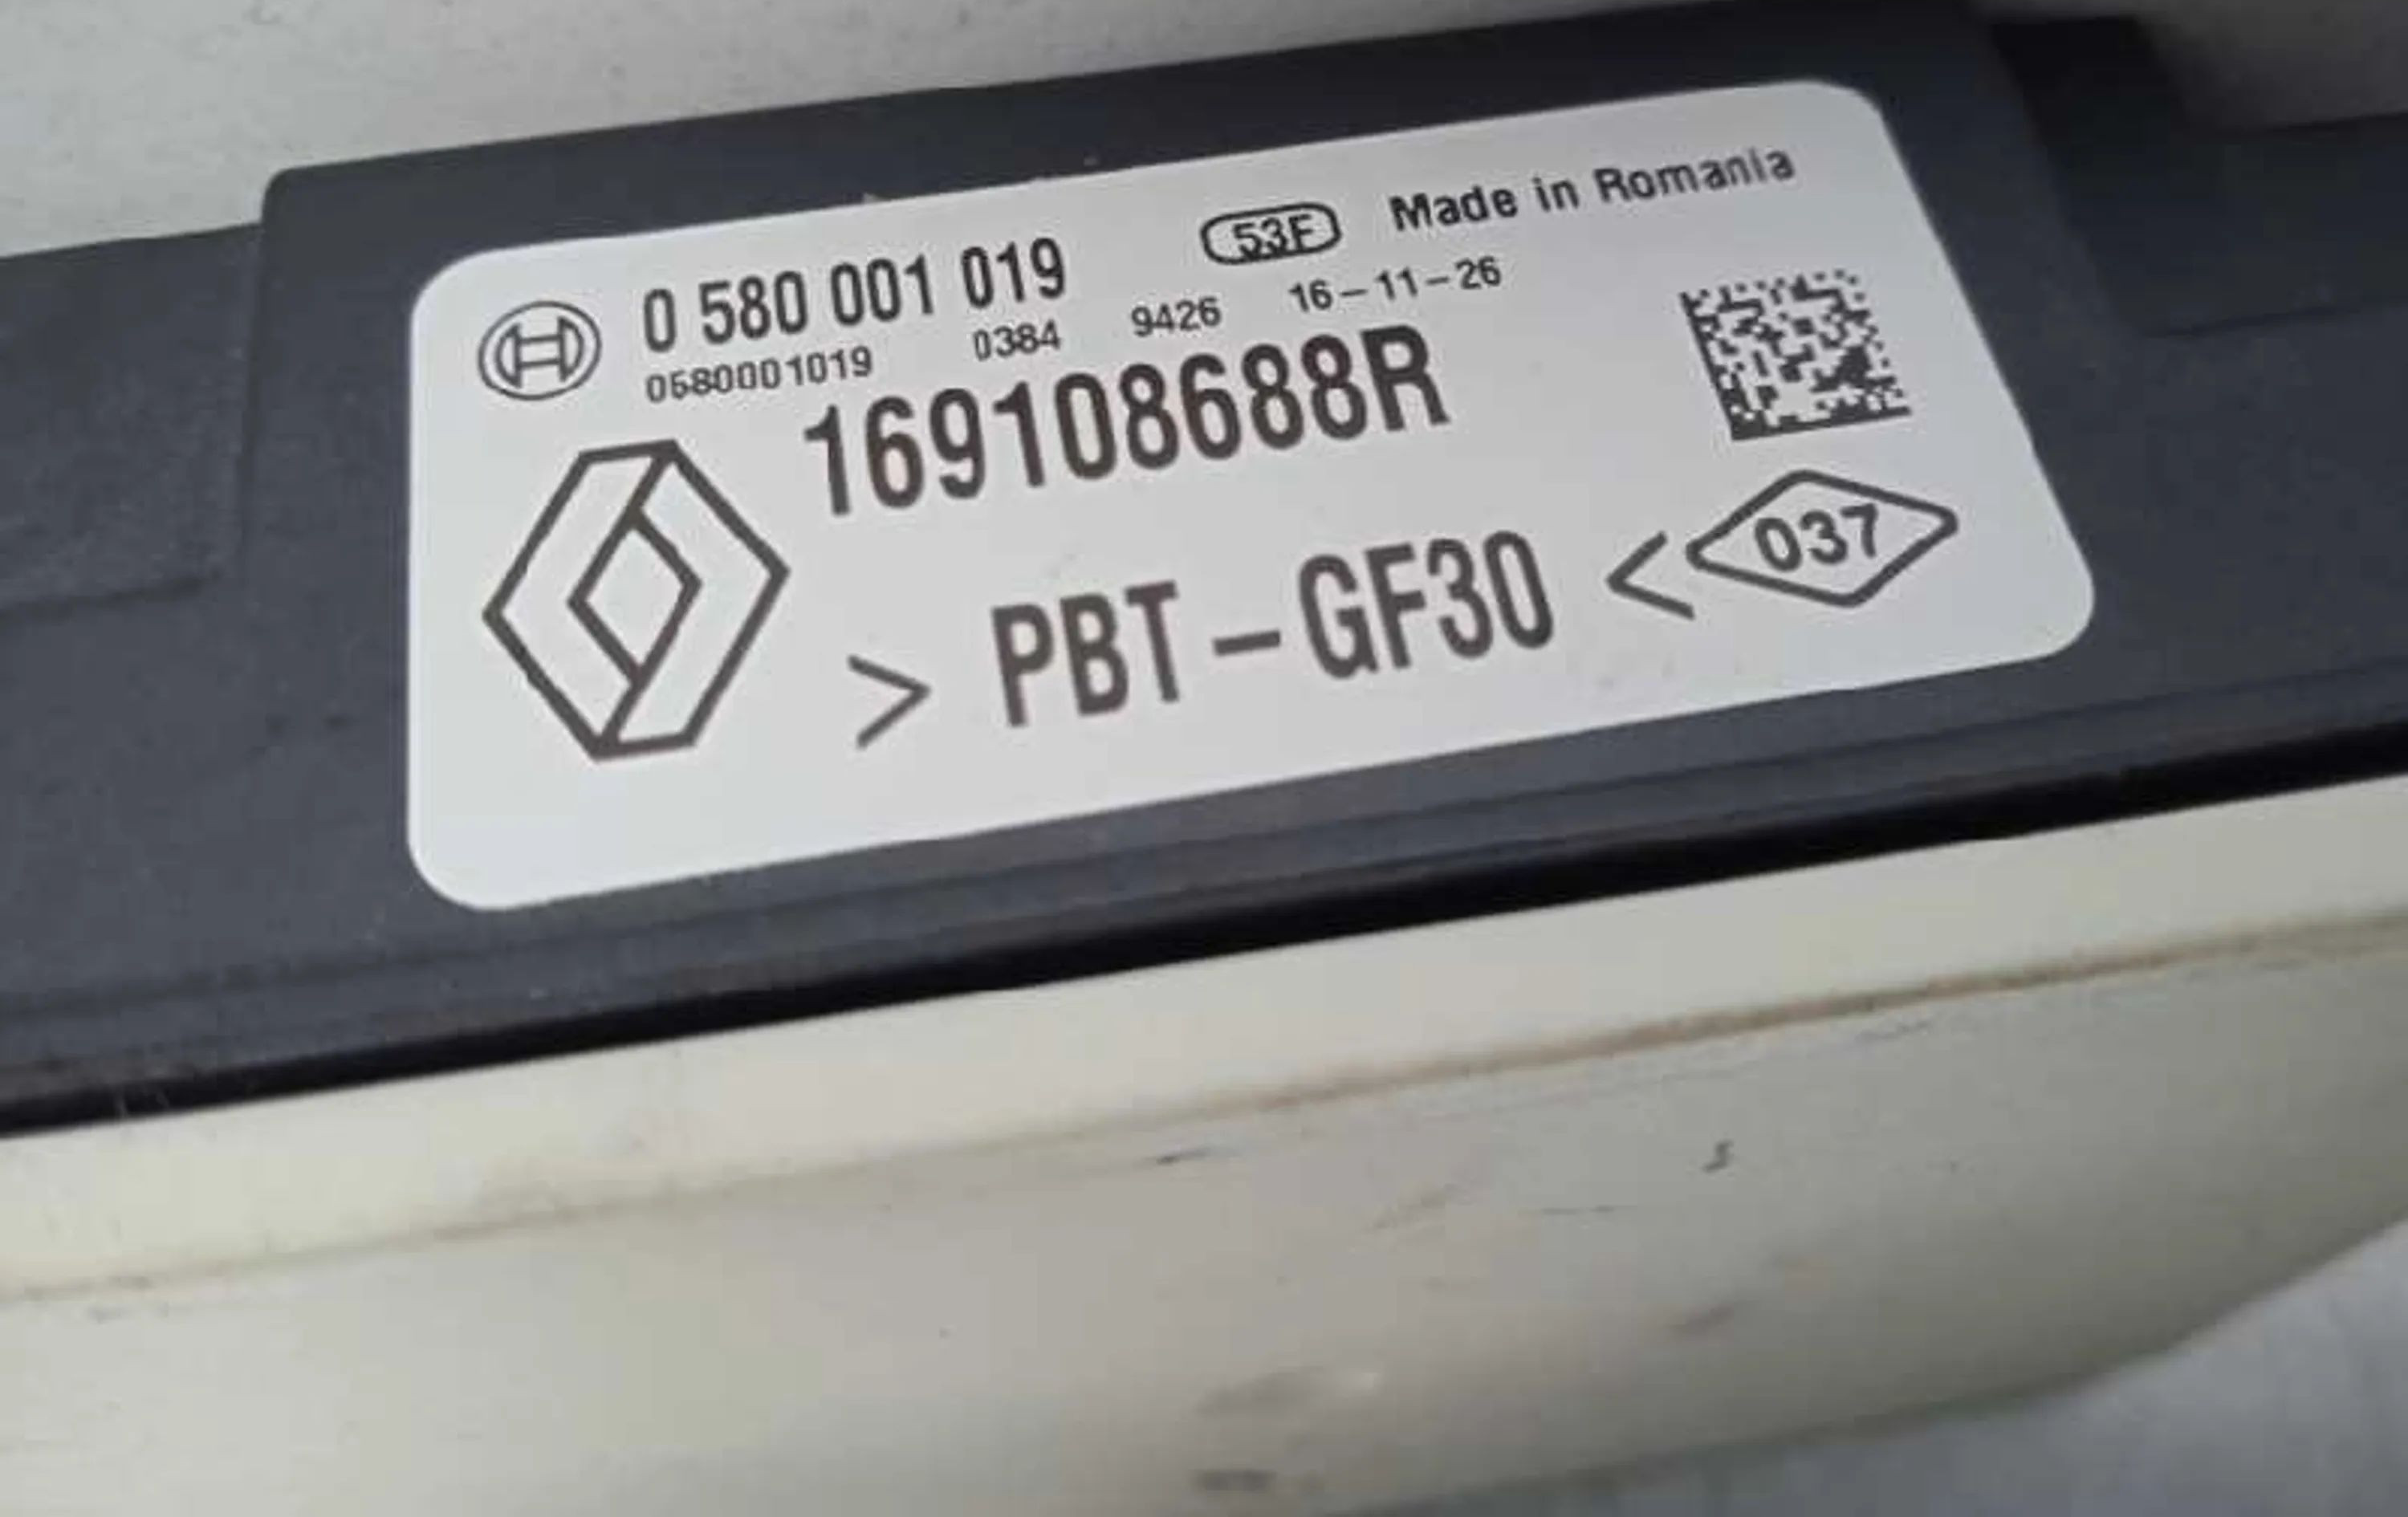 0 580 001 019 53F Made in Romania
0580001019 0384 9426 16-11-26
169108688R
> PBT-GF30 < 037